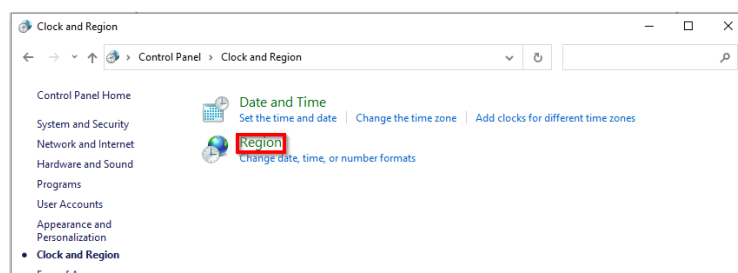 Clock and Region
Control Panel > Clock and Region
Control Panel Home
Date and Time
Set the time and date | Change the time zone | Add clocks for different time zones
System and Security
Region
Network and Internet
Change date, time, or number formats
Hardware and Sound
Programs
User Accounts
Appearance and
Personalization
Clock and Region